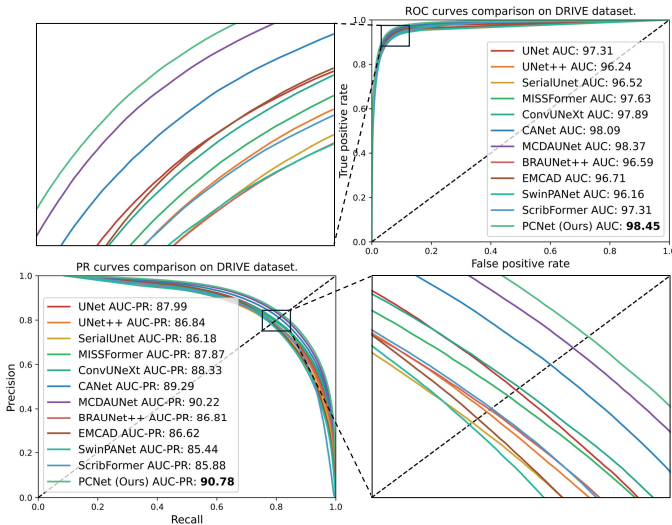 ROC curves comparison on DRIVE dataset.
True positive rate
1.0
0.8
0.6
0.4
0.2
0.0
UNet AUC: 97.31
UNet++ AUC: 96.24
SerialUnet AUC: 96.52
MISSFormer AUC: 97.63
ConvUNeXt AUC: 97.89
CANet AUC: 98.09
MCDAUNet AUC: 98.37
BRAUNet++ AUC: 96.59
EMCAD AUC: 96.71
SwinPANet AUC: 96.16
ScribFormer AUC: 97.31
PCNet (Ours) AUC: 98.45
0.0 0.2 0.4 0.6 0.8 1.0
False positive rate
PR curves comparison on DRIVE dataset.
Precision
1.0
0.8
0.6
0.4
0.2
0.0
UNet AUC-PR: 87.99
UNet++ AUC-PR: 86.84
SerialUnet AUC-PR: 86.18
MISSFormer AUC-PR: 87.87
ConvUNeXt AUC-PR: 88.33
CANet AUC-PR: 89.29
MCDAUNet AUC-PR: 90.22
BRAUNet++ AUC-PR: 86.81
EMCAD AUC-PR: 86.62
SwinPANet AUC-PR: 85.44
ScribFormer AUC-PR: 85.88
PCNet (Ours) AUC-PR: 90.78
0.0 0.2 0.4 0.6 0.8 1.0
Recall